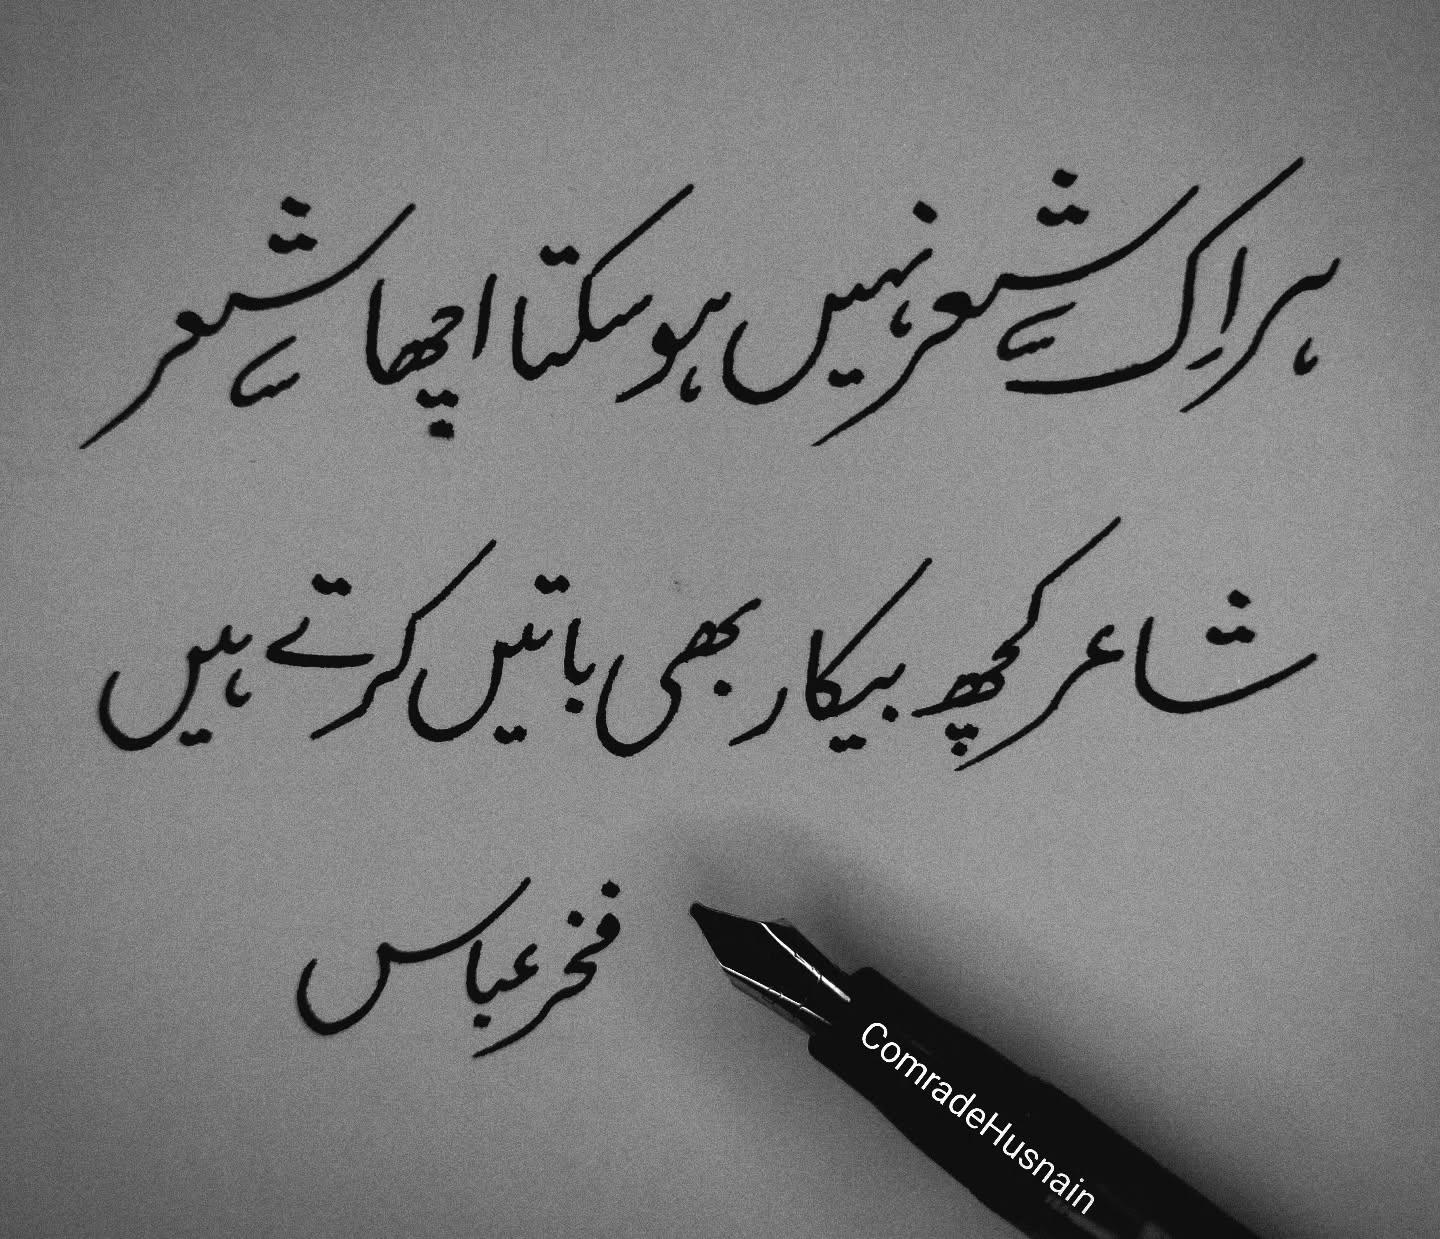 ہر اِک شعر نہیں ہو سکتا اچھا شعر
شاعر کچھ بیکار بھی باتیں کرتے ہیں
فخر عباس
ComradeHusnain